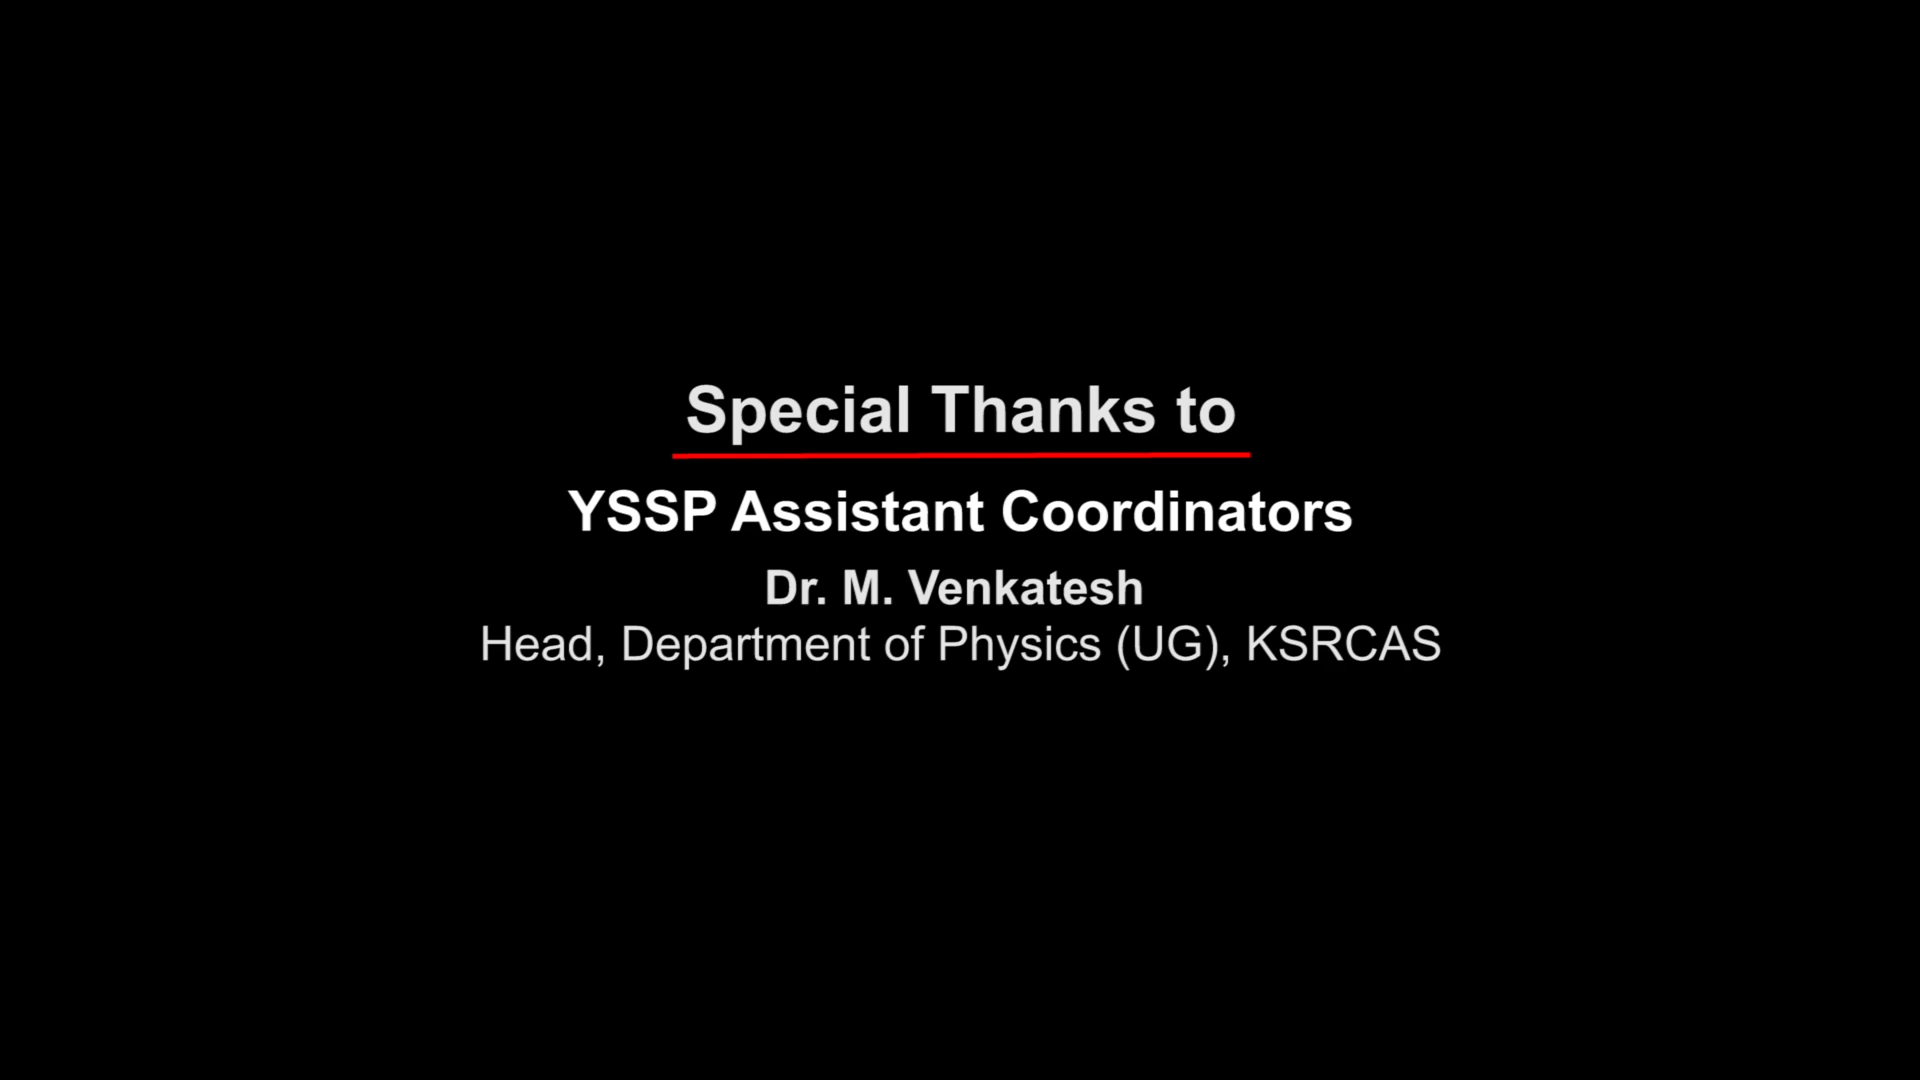 Special Thanks to
YSSP Assistant Coordinators
Dr. M. Venkatesh
Head, Department of Physics (UG), KSRCAS